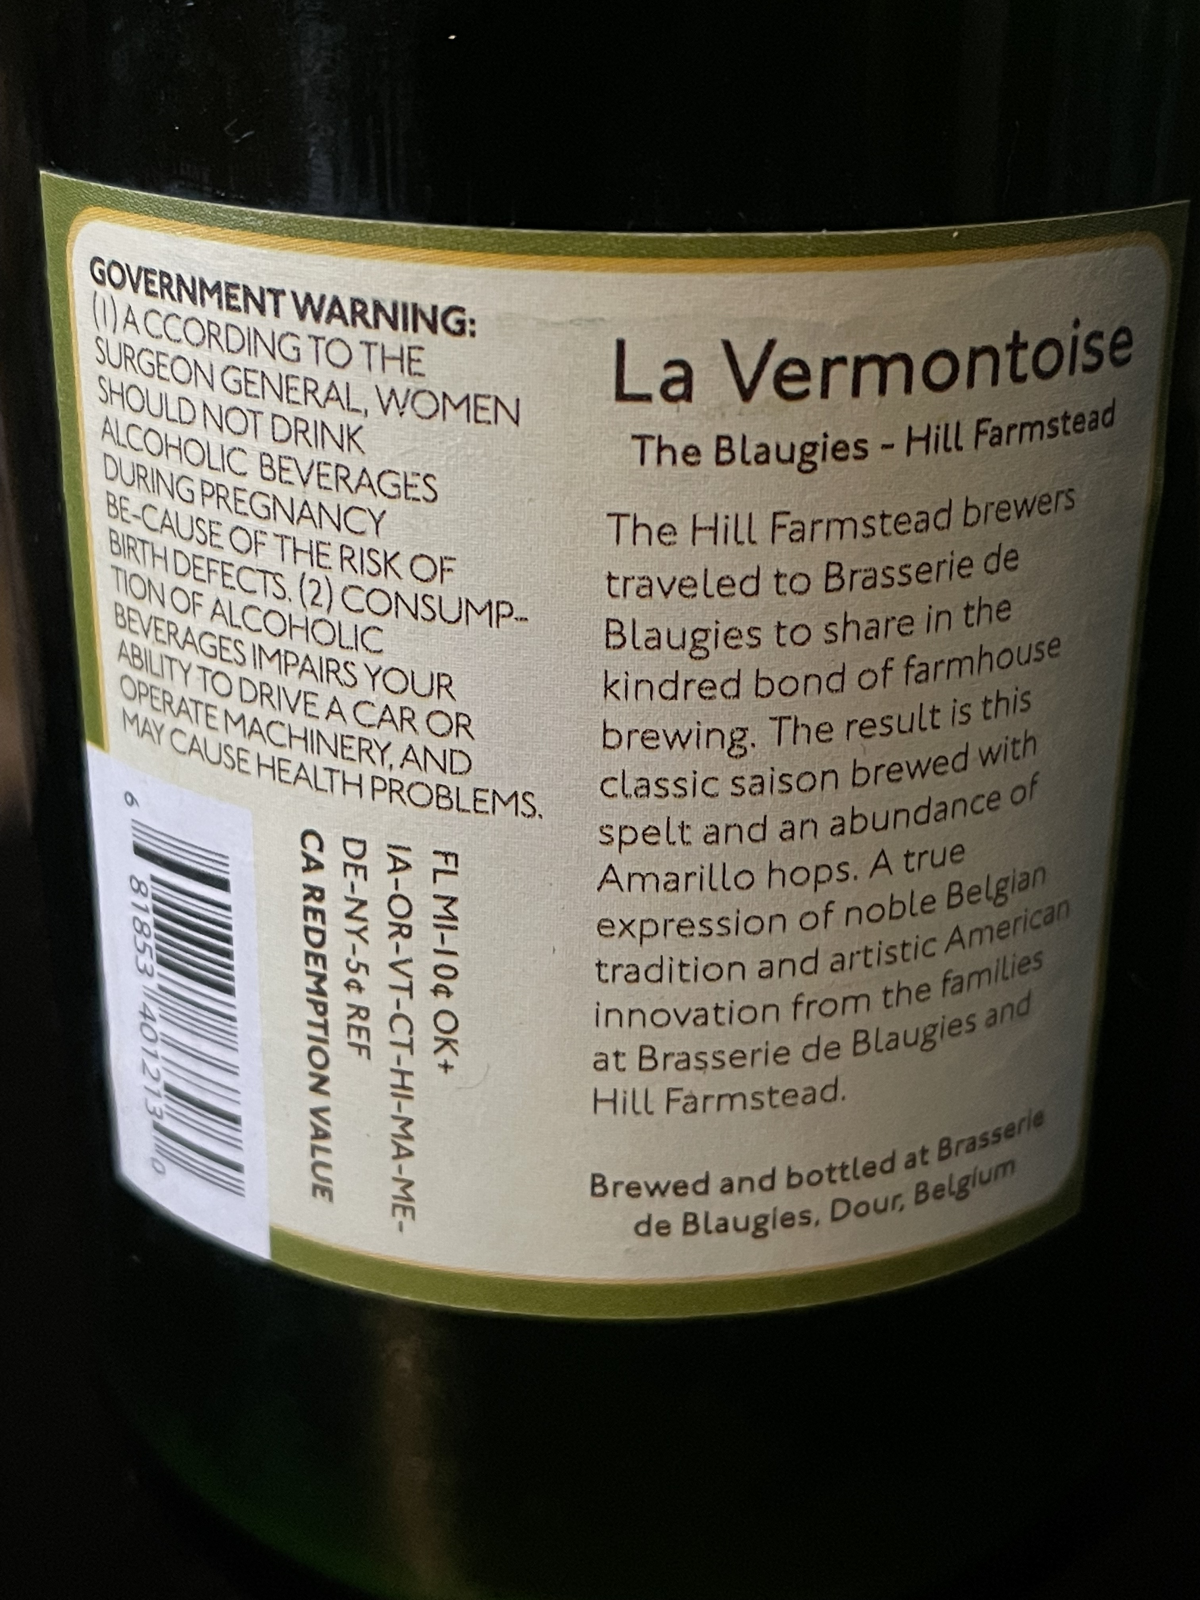 GOVERNMENT WARNING:
(1) ACCORDING TO THE
SURGEON GENERAL, WOMEN
SHOULD NOT DRINK
ALCOHOLIC BEVERAGES
DURING PREGNANCY
BE-CAUSE OF THE RISK OF
BIRTH DEFECTS. (2) CONSUMP-
TION OF ALCOHOLIC
BEVERAGES IMPAIRS YOUR
ABILITY TO DRIVE A CAR OR
OPERATE MACHINERY, AND
MAY CAUSE HEALTH PROBLEMS.
FL MI-10¢ OK+
IA-OR-VT-CT-HI-MA-ME-
DE-NY-5¢ REF
CA REDEMPTION VALUE
6 81853 40121 3 0
La Vermontoise
The Blaugies - Hill Farmstead
The Hill Farmstead brewers
traveled to Brasserie de
Blaugies to share in the
kindred bond of farmhouse
brewing. The result is this
classic saison brewed with
spelt and an abundance of
Amarillo hops. A true
expression of noble Belgian
tradition and artistic American
innovation from the families
at Brasserie de Blaugies and
Hill Farmstead.
Brewed and bottled at Brasserie
de Blaugies, Dour, Belgium